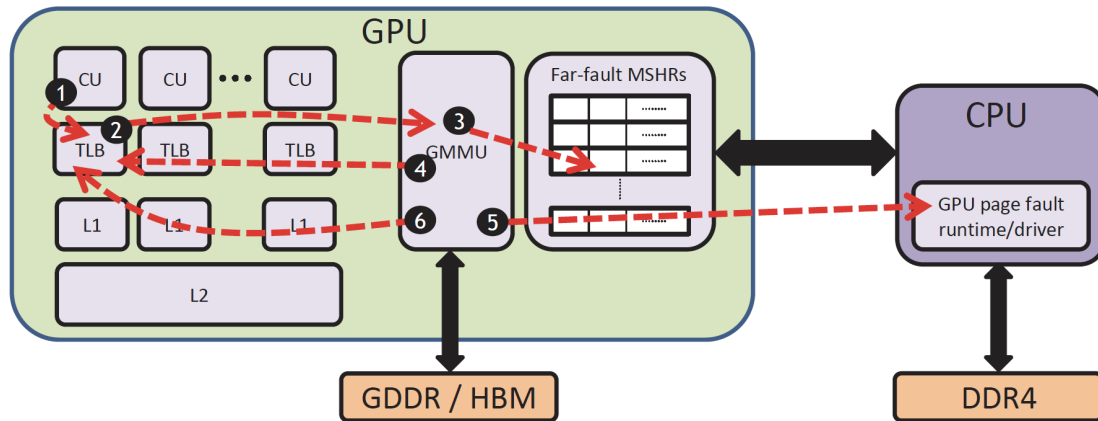 GPU
CU
CU
•••
CU
1
2
TLB
TLB
TLB
L1
L1
L1
L2
3
GMMU
4
6
5
Far-fault MSHRs
........
........
........
........
CPU
GPU page fault
runtime/driver
GDDR / HBM
DDR4